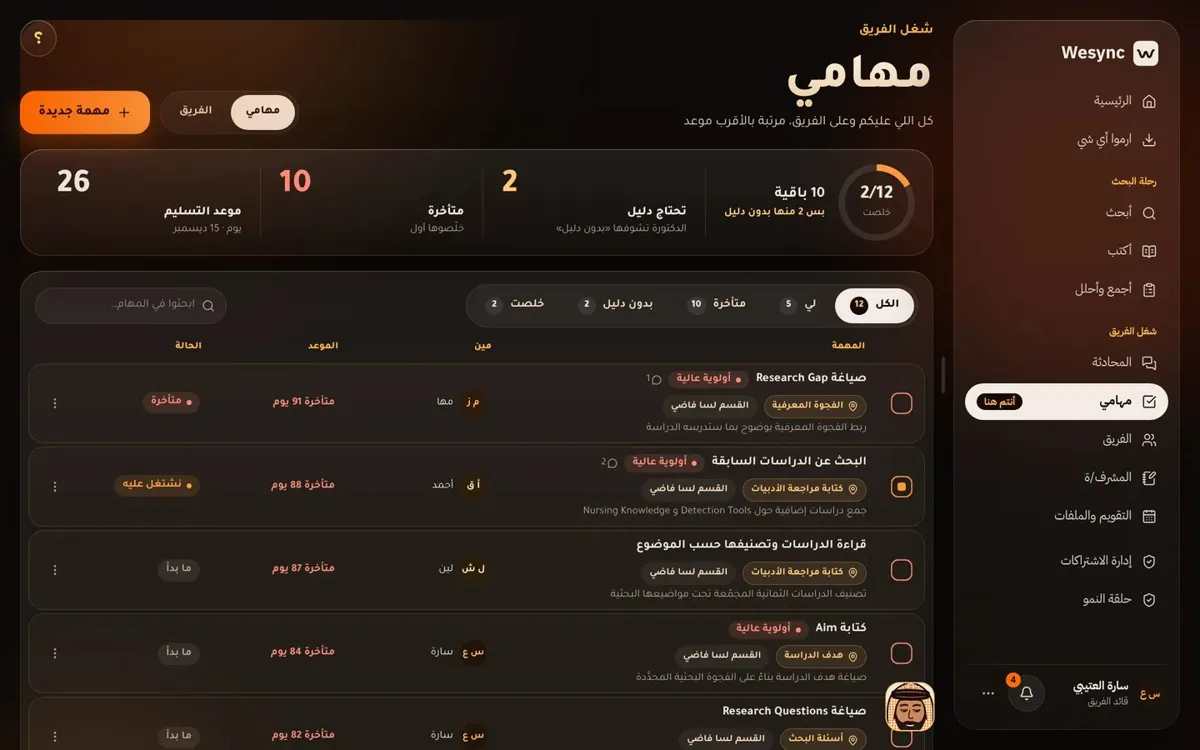 Wesync
الرئيسية
ارموا أي شي
رحلة البحث
أبحث
أكتب
أجمع وأحلل
شغل الفريق
المحادثة
مهامي
أنتم هنا
الفريق
المشرف/ة
التقويم والملفات
إدارة الاشتراكات
حلقة النمو
س ع
سارة العتيبي
قائد الفريق
4
شغل الفريق
؟
مهامي
كل اللي عليكم وعلى الفريق. مرتبة بالأقرب موعد
مهامي
الفريق
+ مهمة جديدة
2/12
خلصت
10 باقية
بس 2 منها بدون دليل
2
تحتاج دليل
الدكتورة تشوفها «بدون دليل»
10
متأخرة
خلّصوها أول
26
موعد التسليم
يوم · 15 ديسمبر
الكل 12
لي 5
متأخرة 10
بدون دليل 2
خلصت 2
ابحثوا في المهام...
المهمة
مين
الموعد
الحالة
صياغة Research Gap
أولوية عالية
1
الفجوة المعرفية
القسم لسا فاضي
ربط الفجوة المعرفية بوضوح بما ستدرسه الدراسة
م ز
مها
متأخرة 91 يوم
متأخرة
البحث عن الدراسات السابقة
أولوية عالية
2
كتابة مراجعة الأدبيات
القسم لسا فاضي
جمع دراسات إضافية حول Detection Tools و Nursing Knowledge
أ ق
أحمد
متأخرة 88 يوم
نشتغل عليه
قراءة الدراسات وتصنيفها حسب الموضوع
كتابة مراجعة الأدبيات
القسم لسا فاضي
تصنيف الدراسات الثمانية المجمّعة تحت مواضيعها البحثية
ل ش
لين
متأخرة 87 يوم
ما بدأ
كتابة Aim
أولوية عالية
هدف الدراسة
القسم لسا فاضي
صياغة هدف الدراسة بناءً على الفجوة البحثية المحدّدة
س ع
سارة
متأخرة 84 يوم
ما بدأ
صياغة Research Questions
أسئلة البحث
القسم لسا فاضي
س ع
سارة
متأخرة 82 يوم
ما بدأ